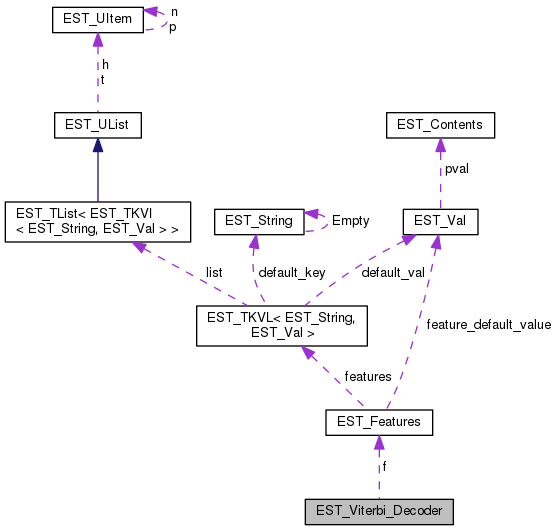 EST_UItem
n
p
h
t
EST_UList
EST_Contents
pval
EST_TList< EST_TKVI
< EST_String, EST_Val > >
EST_String
Empty
EST_Val
list
default_key
default_val
EST_TKVL< EST_String,
EST_Val >
feature_default_value
features
EST_Features
f
EST_Viterbi_Decoder